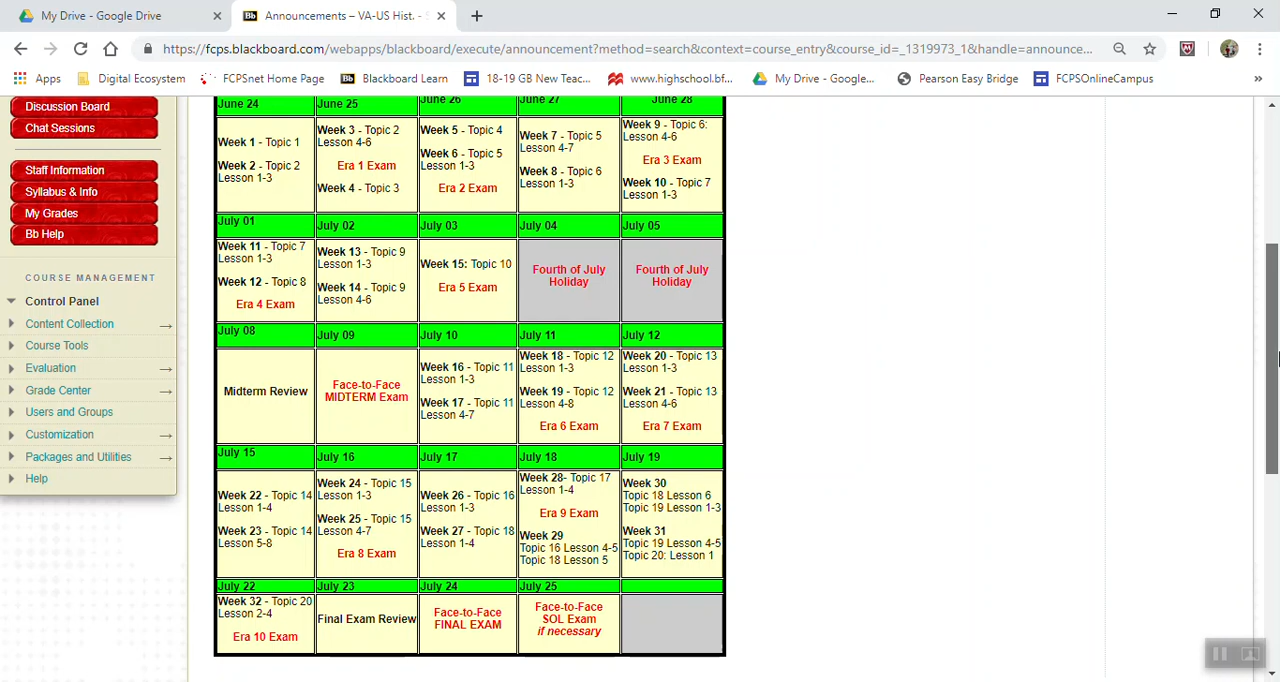 My Drive - Google Drive
Announcements – VA-US Hist. -
https://fcps.blackboard.com/webapps/blackboard/execute/announcement?method=search&context=course_entry&course_id=_1319973_1&handle=announce...
Apps
Digital Ecosystem
FCPSnet Home Page
Blackboard Learn
18-19 GB New Teac...
www.highschool.bf...
My Drive - Google...
Pearson Easy Bridge
FCPSOnlineCampus
»
Discussion Board
Chat Sessions
Staff Information
Syllabus & Info
My Grades
Bb Help
COURSE MANAGEMENT
Control Panel
Content Collection
Course Tools
Evaluation
Grade Center
Users and Groups
Customization
Packages and Utilities
Help
June 24
June 25
June 26
June 27
June 28
Week 1 - Topic 1
Week 2 - Topic 2
Lesson 1-3
Week 3 - Topic 2
Lesson 4-6
Era 1 Exam
Week 4 - Topic 3
Week 5 - Topic 4
Week 6 - Topic 5
Lesson 1-3
Era 2 Exam
Week 7 - Topic 5
Lesson 4-7
Week 8 - Topic 6
Lesson 1-3
Week 9 - Topic 6:
Lesson 4-6
Era 3 Exam
Week 10 - Topic 7
Lesson 1-3
July 01
July 02
July 03
July 04
July 05
Week 11 - Topic 7
Lesson 1-3
Week 12 - Topic 8
Era 4 Exam
Week 13 - Topic 9
Lesson 1-3
Week 14 - Topic 9
Lesson 4-6
Week 15: Topic 10
Era 5 Exam
Fourth of July
Holiday
Fourth of July
Holiday
July 08
July 09
July 10
July 11
July 12
Midterm Review
Face-to-Face
MIDTERM Exam
Week 16 - Topic 11
Lesson 1-3
Week 17 - Topic 11
Lesson 4-7
Week 18 - Topic 12
Lesson 1-3
Week 19 - Topic 12
Lesson 4-8
Era 6 Exam
Week 20 - Topic 13
Lesson 1-3
Week 21 - Topic 13
Lesson 4-6
Era 7 Exam
July 15
July 16
July 17
July 18
July 19
Week 22 - Topic 14
Lesson 1-4
Week 23 - Topic 14
Lesson 5-8
Week 24 - Topic 15
Lesson 1-3
Week 25 - Topic 15
Lesson 4-7
Era 8 Exam
Week 26 - Topic 16
Lesson 1-3
Week 27 - Topic 18
Lesson 1-4
Week 28- Topic 17
Lesson 1-4
Era 9 Exam
Week 29
Topic 16 Lesson 4-5
Topic 18 Lesson 5
Week 30
Topic 18 Lesson 6
Topic 19 Lesson 1-3
Week 31
Topic 19 Lesson 4-5
Topic 20: Lesson 1
July 22
July 23
July 24
July 25
Week 32 - Topic 20
Lesson 2-4
Era 10 Exam
Final Exam Review
Face-to-Face
FINAL EXAM
Face-to-Face
SOL Exam
if necessary